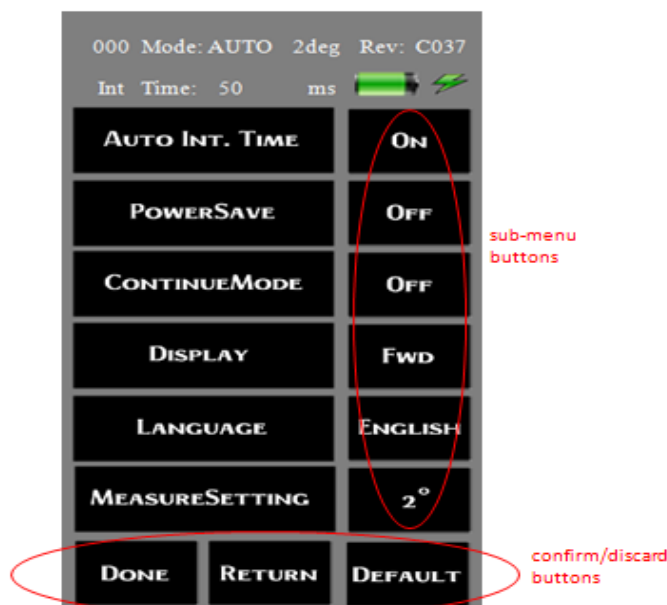 000 Mode: AUTO 2deg Rev: C037
Int Time: 50 ms
AUTO INT. TIME ON
POWERSAVE OFF
sub-menu
buttons
CONTINUEMODE OFF
DISPLAY FWD
LANGUAGE ENGLISH
MEASURESETTING 2°
DONE RETURN DEFAULT
confirm/discard
buttons